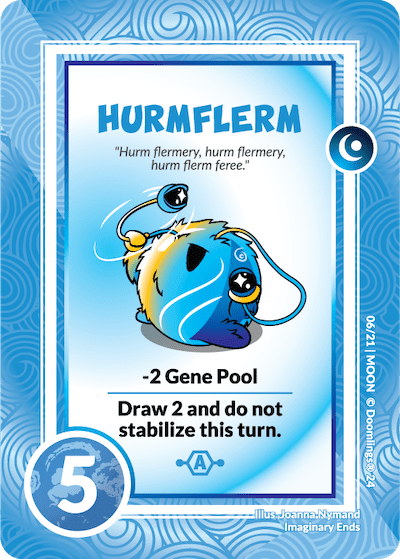 HURMFLERM
"Hurm flermery, hurm flermery,
hurm flerm feree."
-2 Gene Pool
Draw 2 and do not
stabilize this turn.
A
5
06/21 | MOON © Doomlings® '24
Illus. Joanna Nymand
Imaginary Ends